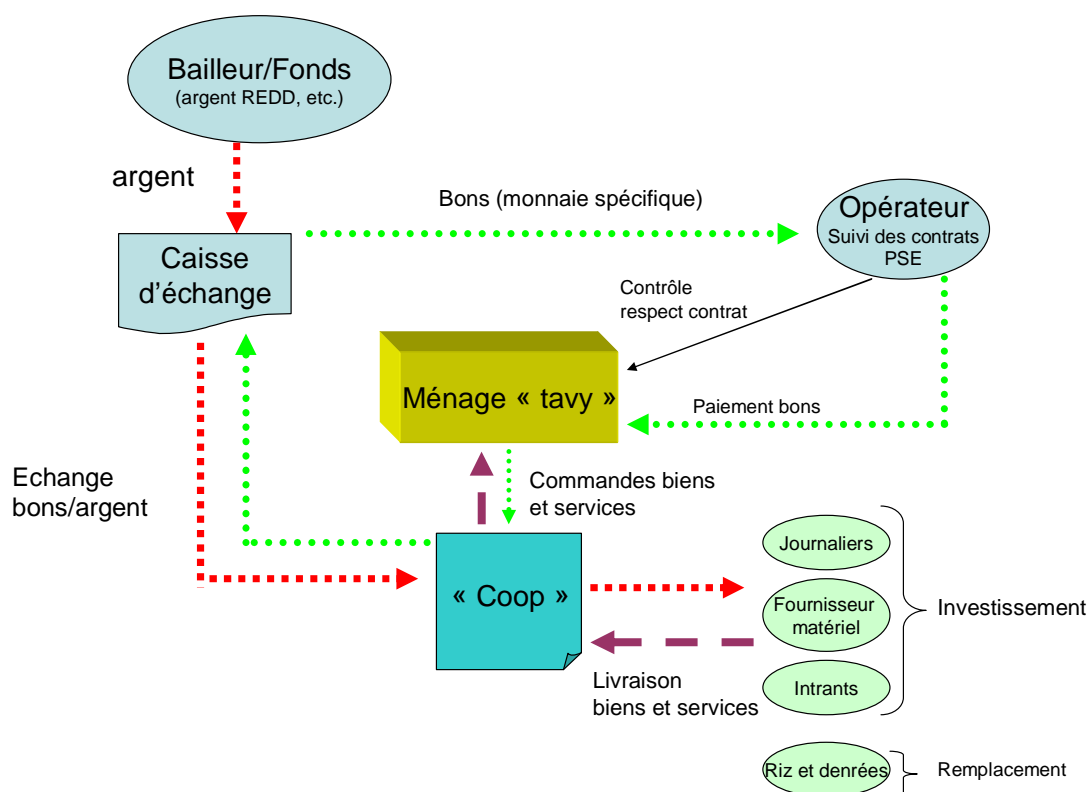 Bailleur/Fonds
(argent REDD, etc.)
argent
Bons (monnaie spécifique)
Opérateur
Suivi des contrats
PSE
Caisse
d'échange
Contrôle
respect contrat
Ménage « tavy »
Paiement bons
Echange
bons/argent
Commandes biens
et services
« Coop »
Journaliers
Fournisseur
matériel
Investissement
Intrants
Livraison
biens et services
Riz et denrées
Remplacement